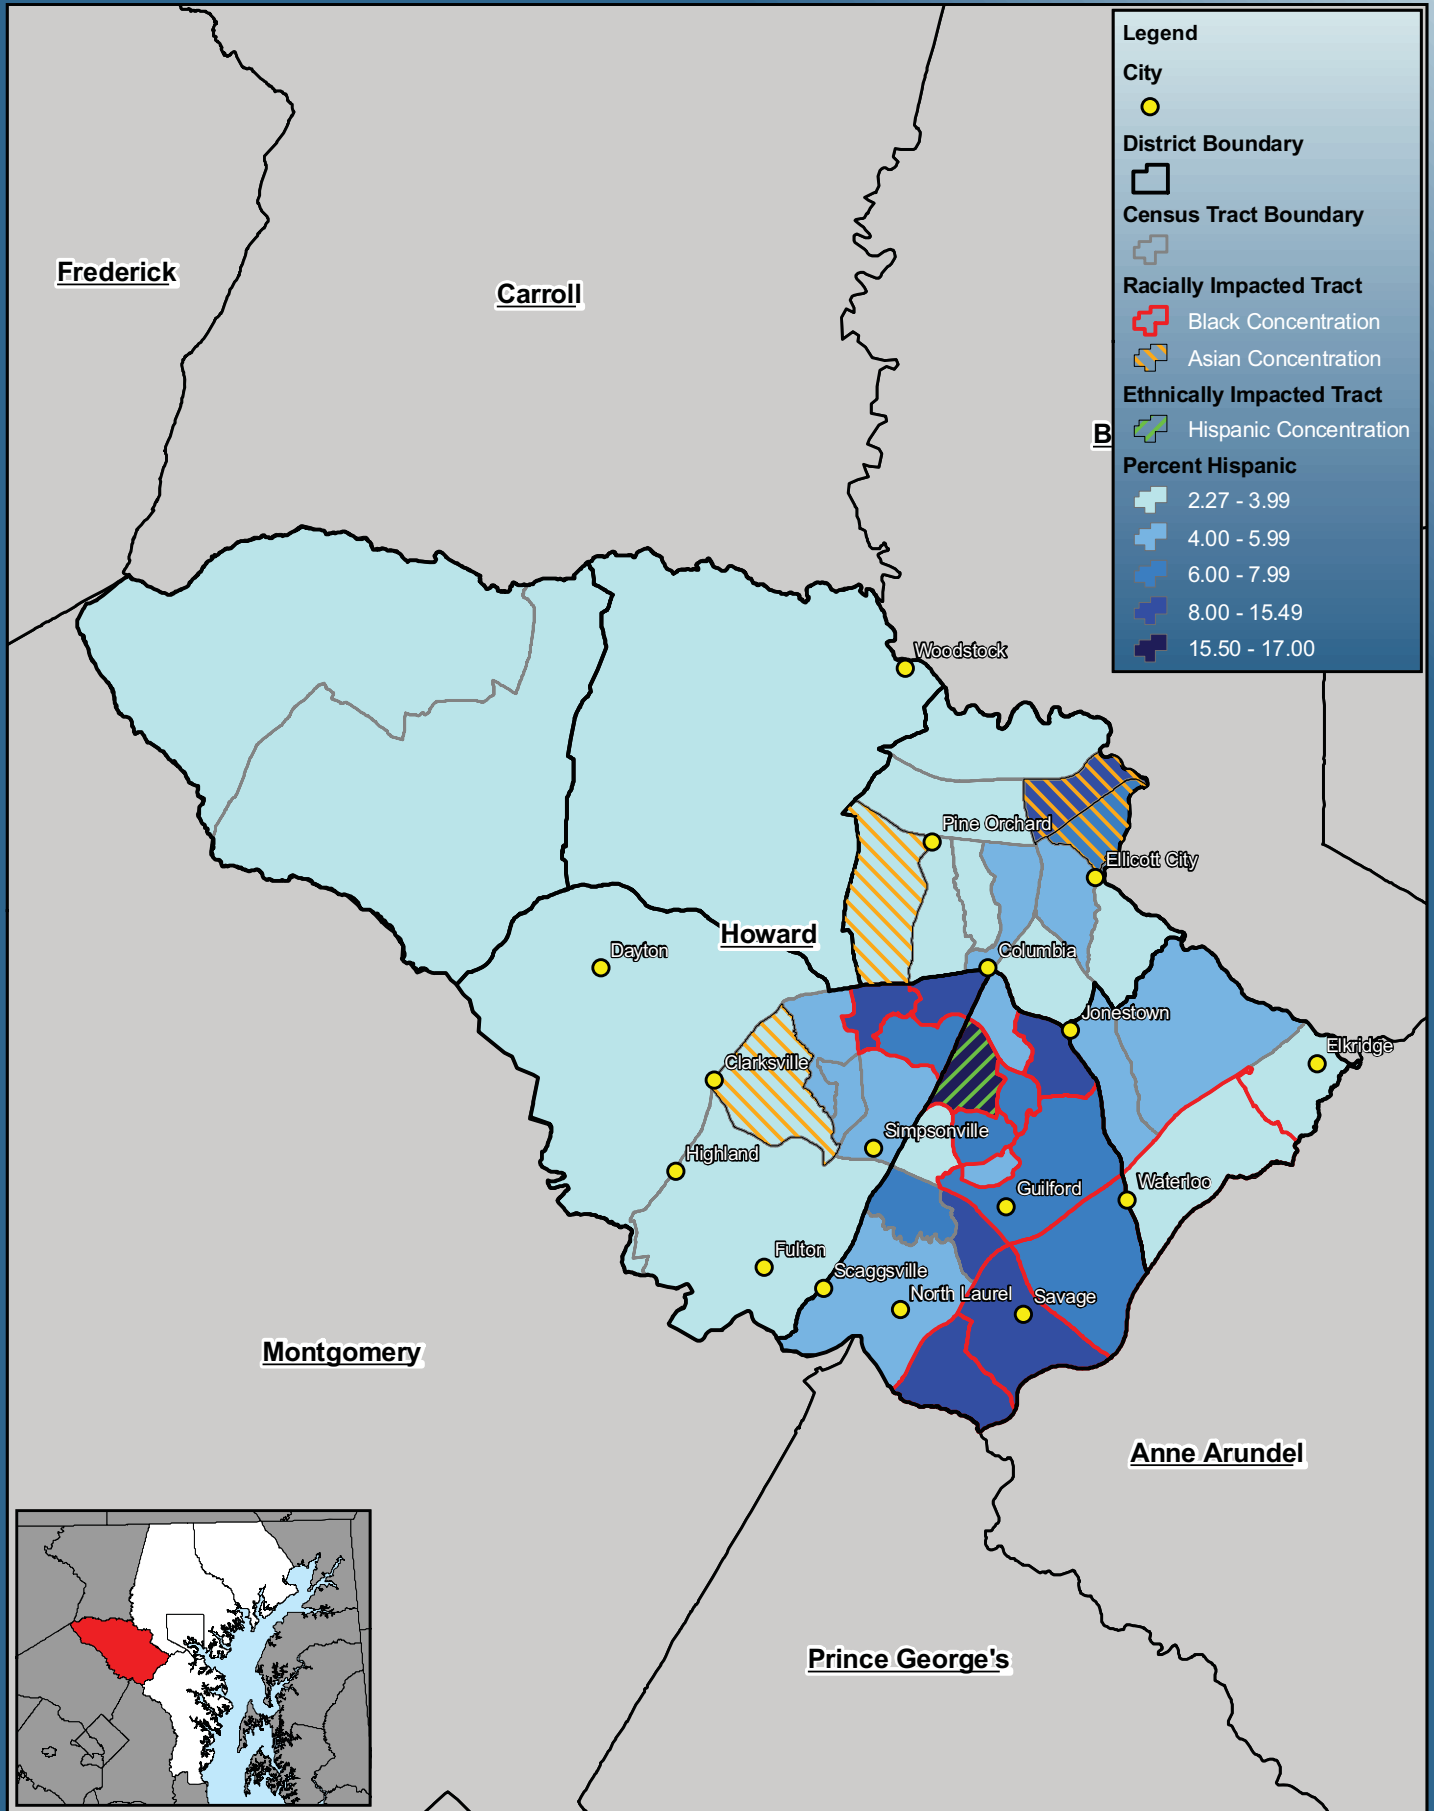 Legend
City
District Boundary
Census Tract Boundary
Racially Impacted Tract
Black Concentration
Asian Concentration
Ethnically Impacted Tract
Hispanic Concentration
Percent Hispanic
2.27 - 3.99
4.00 - 5.99
6.00 - 7.99
8.00 - 15.49
15.50 - 17.00
Frederick
Carroll
B
Woodstock
Pine Orchard
Ellicott City
Howard
Dayton
Columbia
Jonestown
Elkridge
Clarksville
Simpsonville
Highland
Guilford
Waterloo
Fulton
Scaggsville
North Laurel
Savage
Montgomery
Anne Arundel
Prince George's